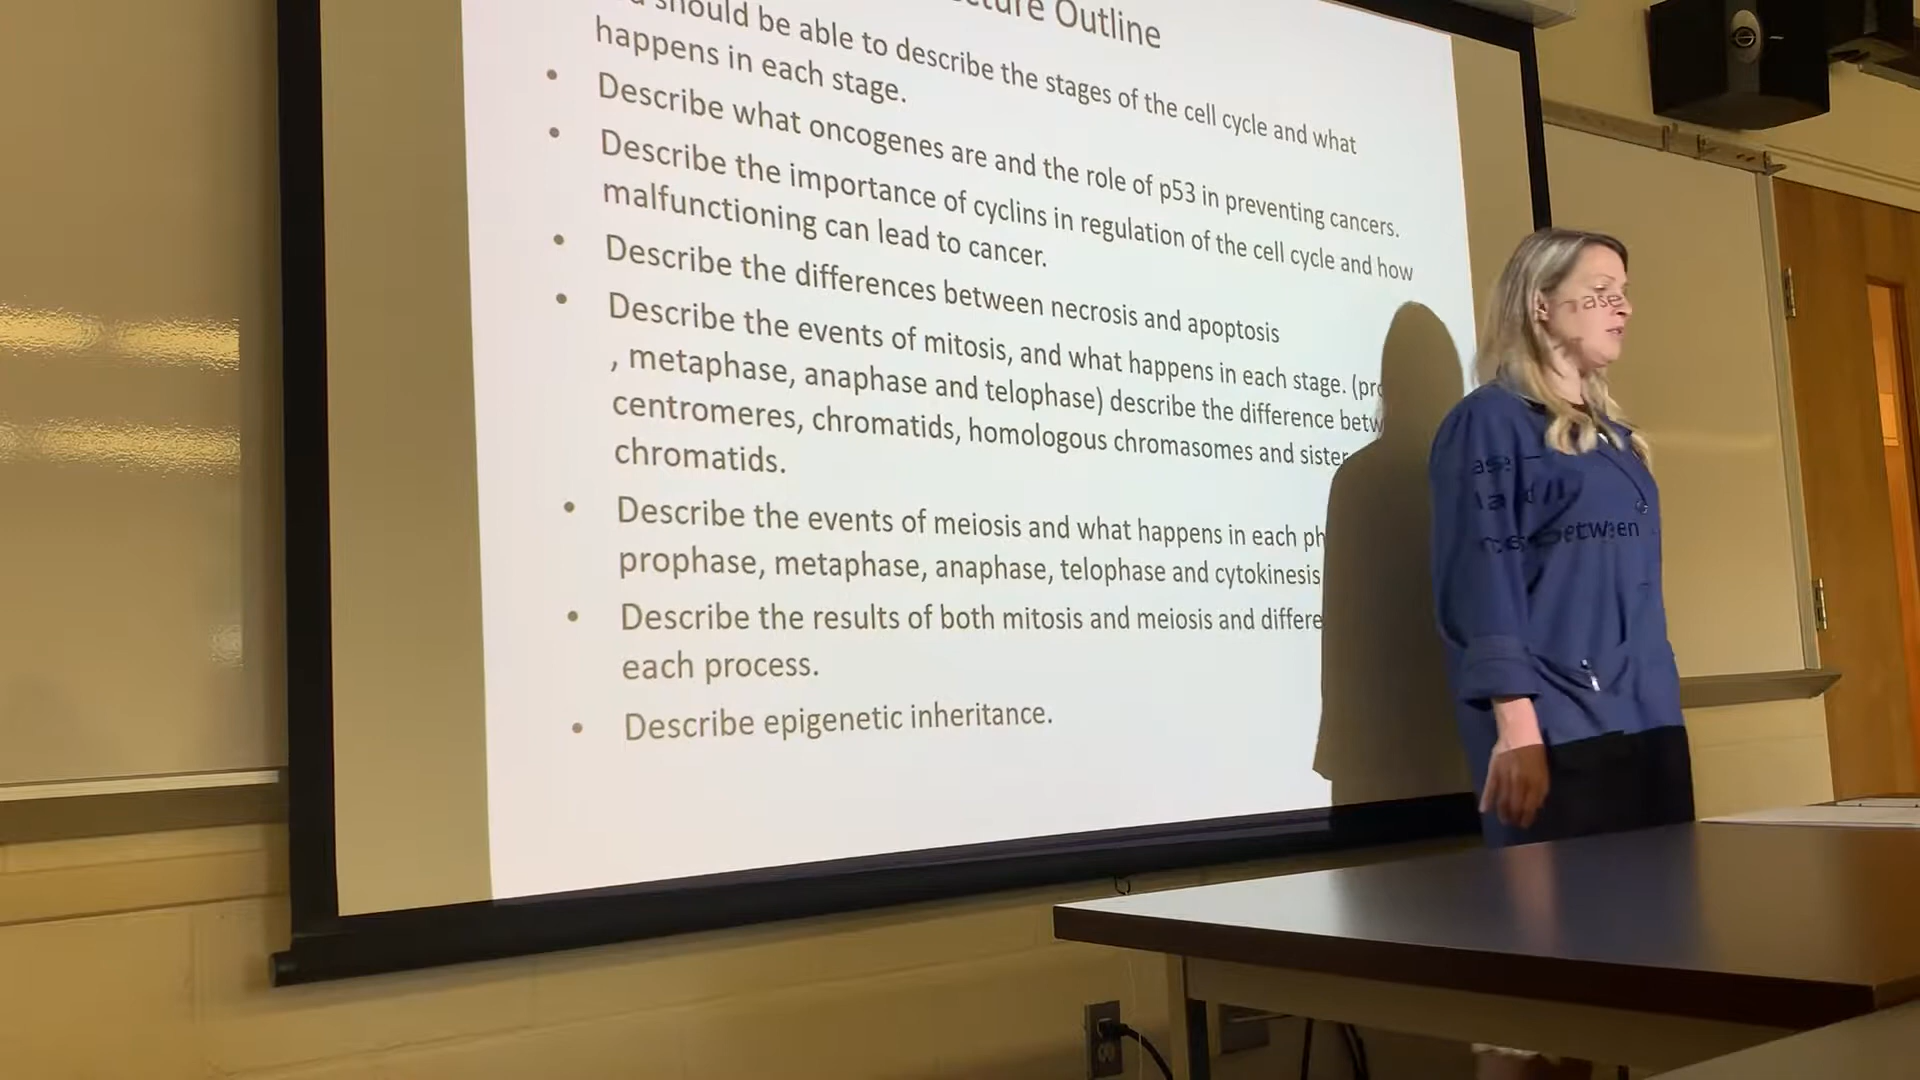 Outline
should be able to describe the stages of the cell cycle and what
happens in each stage.
• Describe what oncogenes are and the role of p53 in preventing cancers.
• Describe the importance of cyclins in regulation of the cell cycle and how
malfunctioning can lead to cancer.
• Describe the differences between necrosis and apoptosis
• Describe the events of mitosis, and what happens in each stage. (pro
, metaphase, anaphase and telophase) describe the difference betw
centromeres, chromatids, homologous chromasomes and sister
chromatids.
• Describe the events of meiosis and what happens in each ph
prophase, metaphase, anaphase, telophase and cytokinesis
• Describe the results of both mitosis and meiosis and differe
each process.
• Describe epigenetic inheritance.
ase
between